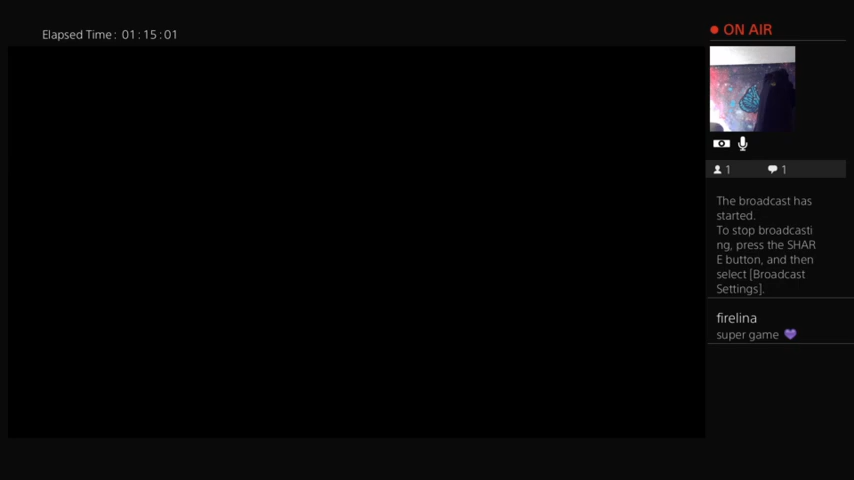 Elapsed Time: 01:15:01
ON AIR
1
1
The broadcast has
started.
To stop broadcasti
ng, press the SHAR
E button, and then
select [Broadcast
Settings].
firelina
super game 💜